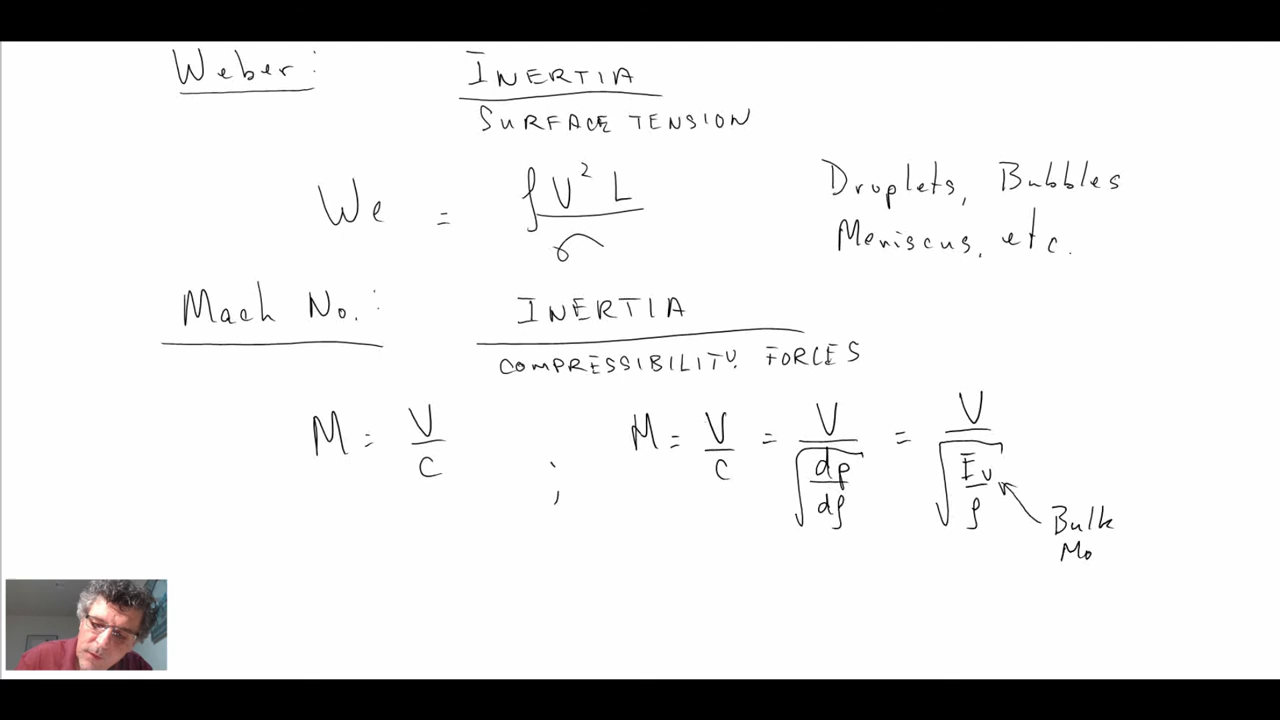 Weber: INERTIA / SURFACE TENSION
We = ρV² L / σ
Droplets, Bubbles
Meniscus, etc.
Mach No.: INERTIA / COMPRESSIBILITY FORCES
M = V / C ; M = V / C = V / √(dp / dρ) = V / √(Ev / ρ)
Bulk
Mo